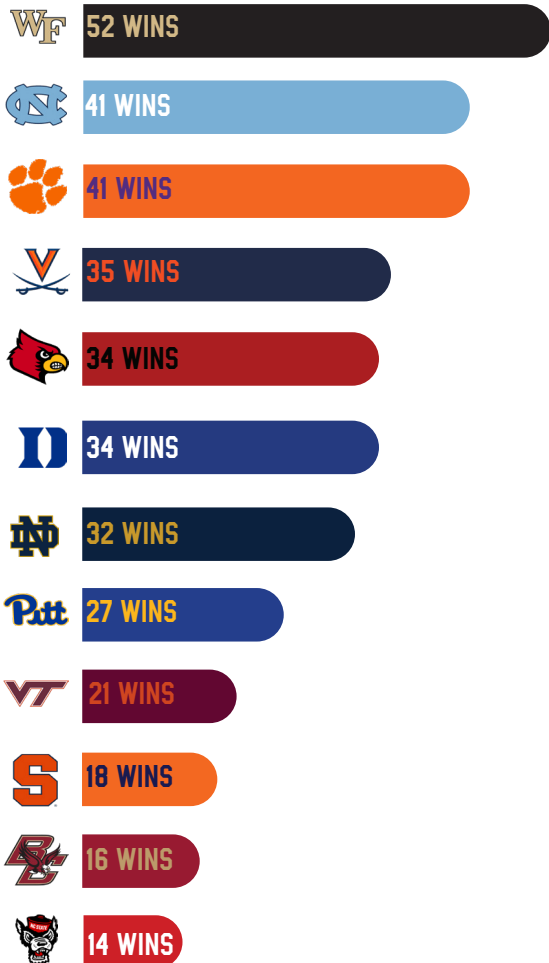 WF 52 WINS
NC 41 WINS
41 WINS
V 35 WINS
34 WINS
D 34 WINS
ND 32 WINS
Pitt 27 WINS
VT 21 WINS
S 18 WINS
BC 16 WINS
NC STATE 14 WINS